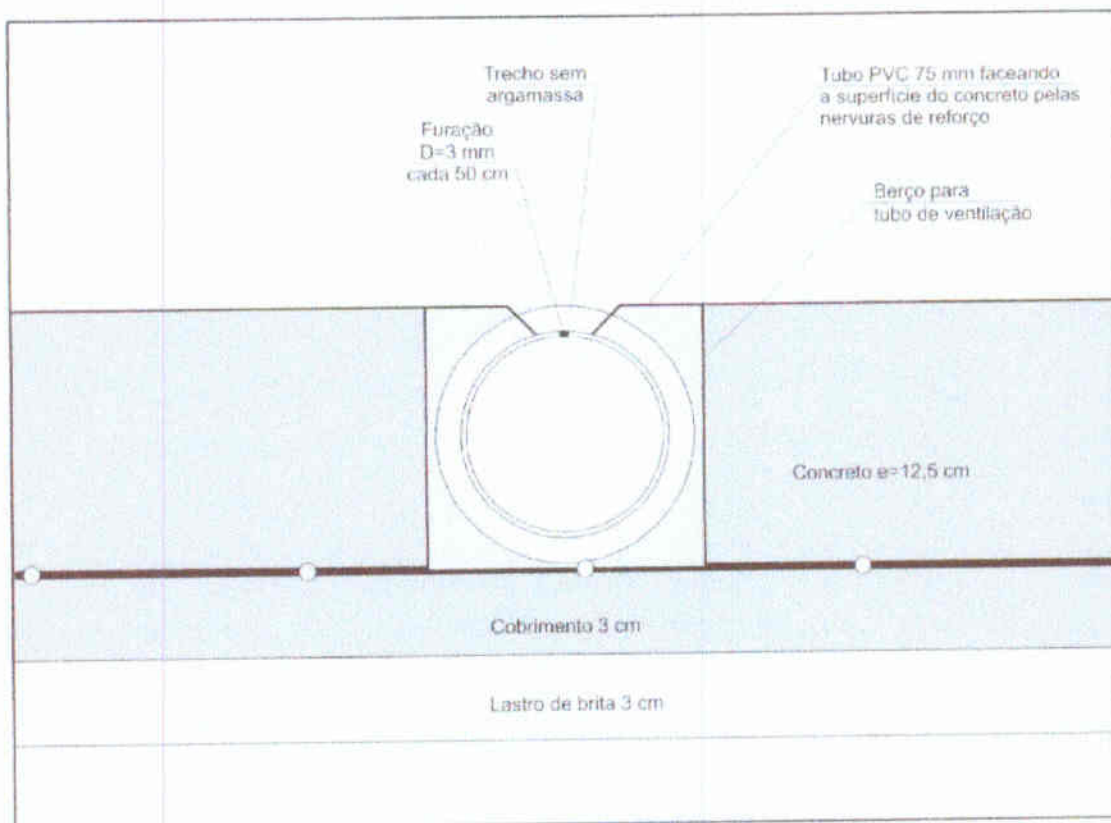 Trecho sem
argamassa
Furação
D=3 mm
cada 50 cm
Tubo PVC 75 mm faceando
a superfície do concreto pelas
nervuras de reforço
Berço para
tubo de ventilação
Concreto e=12,5 cm
Cobrimento 3 cm
Lastro de brita 3 cm